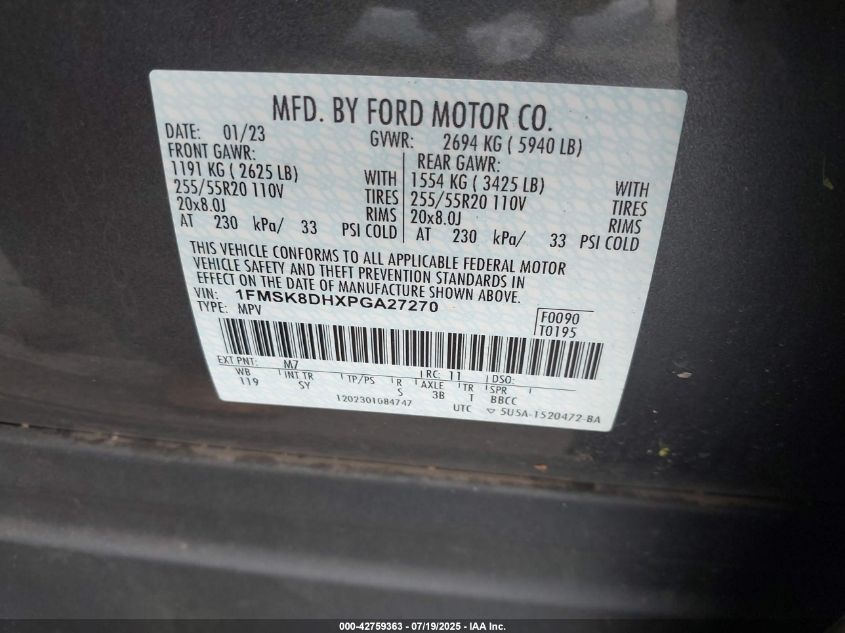 MFD. BY FORD MOTOR CO.
DATE: 01/23 GVWR: 2694 KG ( 5940 LB)
FRONT GAWR: REAR GAWR:
1191 KG ( 2625 LB) WITH 1554 KG ( 3425 LB) WITH
255/55R20 110V TIRES 255/55R20 110V TIRES
20x8.0J RIMS 20x8.0J RIMS
AT 230 kPa/ 33 PSI COLD AT 230 kPa/ 33 PSI COLD
THIS VEHICLE CONFORMS TO ALL APPLICABLE FEDERAL MOTOR
VEHICLE SAFETY AND THEFT PREVENTION STANDARDS IN
EFFECT ON THE DATE OF MANUFACTURE SHOWN ABOVE.
VIN: 1FMSK8DHXPGA27270 F0090
TYPE: MPV T0195
EXT PNT: M7 RC: 11 DSO:
WB INT TR TP/PS R AXLE TR SPR
119 SY S 3B T BBCC
1202301084747 UTC 5U5A-1520472-BA
000-42759363 - 07/19/2025 - IAA Inc.